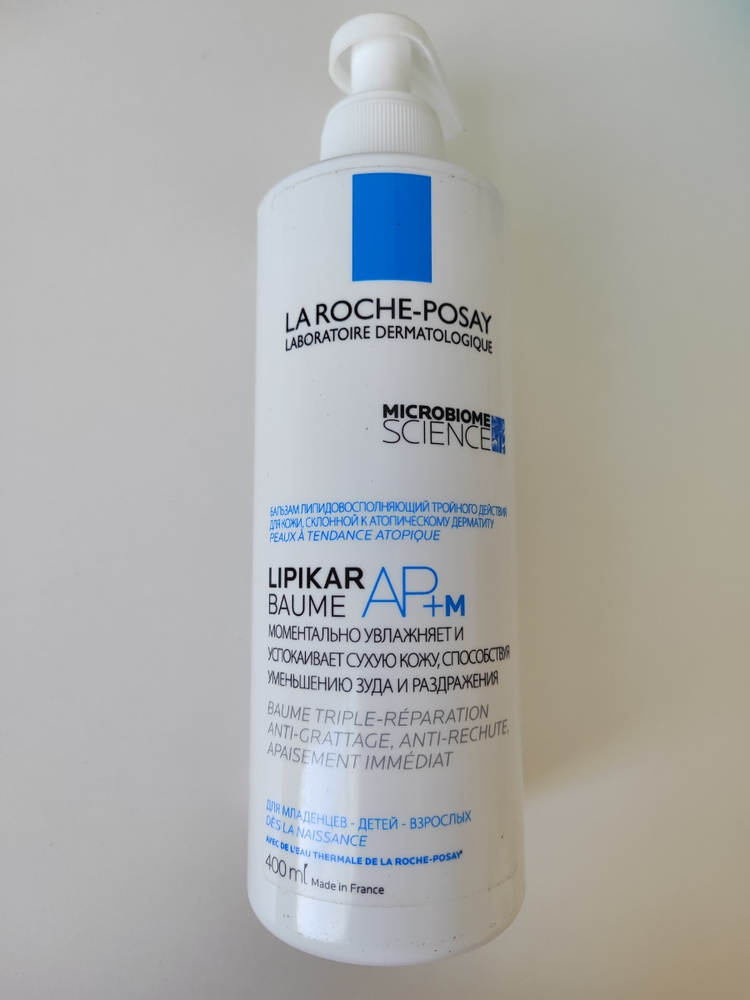 LA ROCHE-POSAY
LABORATOIRE DERMATOLOGIQUE
MICROBIOME
SCIENCE
БАЛЬЗАМ ЛИПИДОВОСПОЛНЯЮЩИЙ ТРОЙНОГО ДЕЙСТВИЯ
ДЛЯ КОЖИ, СКЛОННОЙ К АТОПИЧЕСКОМУ ДЕРМАТИТУ
PEAUX À TENDANCE ATOPIQUE
LIPIKAR
BAUME AP+M
МОМЕНТАЛЬНО УВЛАЖНЯЕТ И
УСПОКАИВАЕТ СУХУЮ КОЖУ, СПОСОБСТВУЯ
УМЕНЬШЕНИЮ ЗУДА И РАЗДРАЖЕНИЯ
BAUME TRIPLE-RÉPARATION
ANTI-GRATTAGE, ANTI-RECHUTE,
APAISEMENT IMMÉDIAT
ДЛЯ МЛАДЕНЦЕВ - ДЕТЕЙ - ВЗРОСЛЫХ
DÈS LA NAISSANCE
AVEC DE L'EAU THERMALE DE LA ROCHE-POSAY
400 ml Made in France